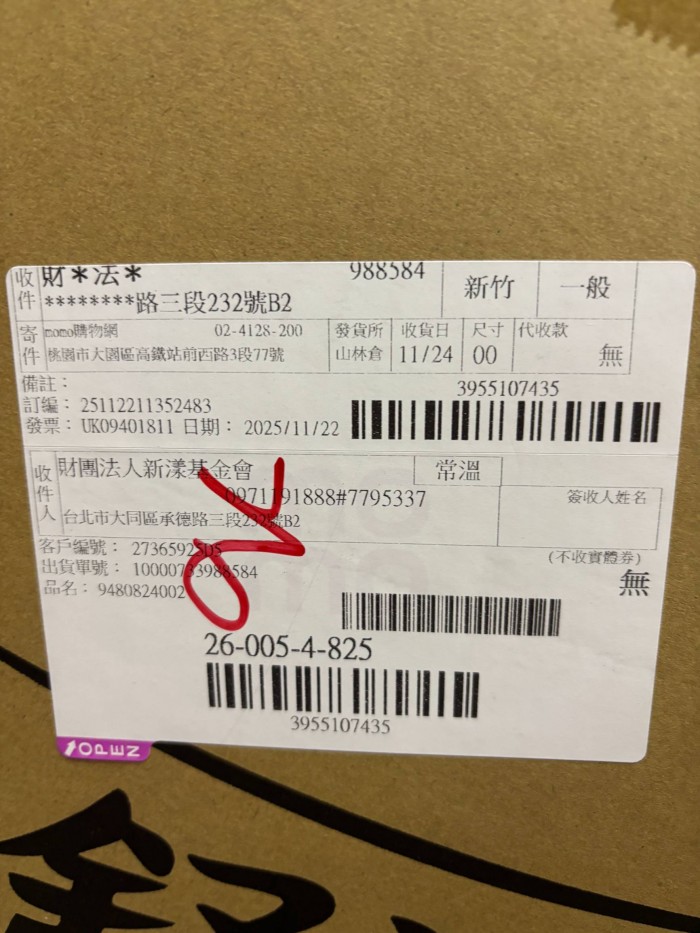 收件 財*法* 988584 新竹 一般
********路三段232號B2
寄件 momo購物網 02-4128-200 發貨所 收貨日 尺寸 代收款
桃園市大園區高鐵站前西路3段77號 山林倉 11/24 00 無
備註：
3955107435
訂編： 25112211352483
發票： UK09401811 日期： 2025/11/22
收件人 財團法人新漾基金會 常溫
0971191888#7795337 簽收人姓名
台北市大同區承德路三段232號B2
客戶編號： 2736592505
(不收實體券)
出貨單號： 10000733988584
無
品名： 9480824002
OK
26-005-4-825
3955107435
OPEN